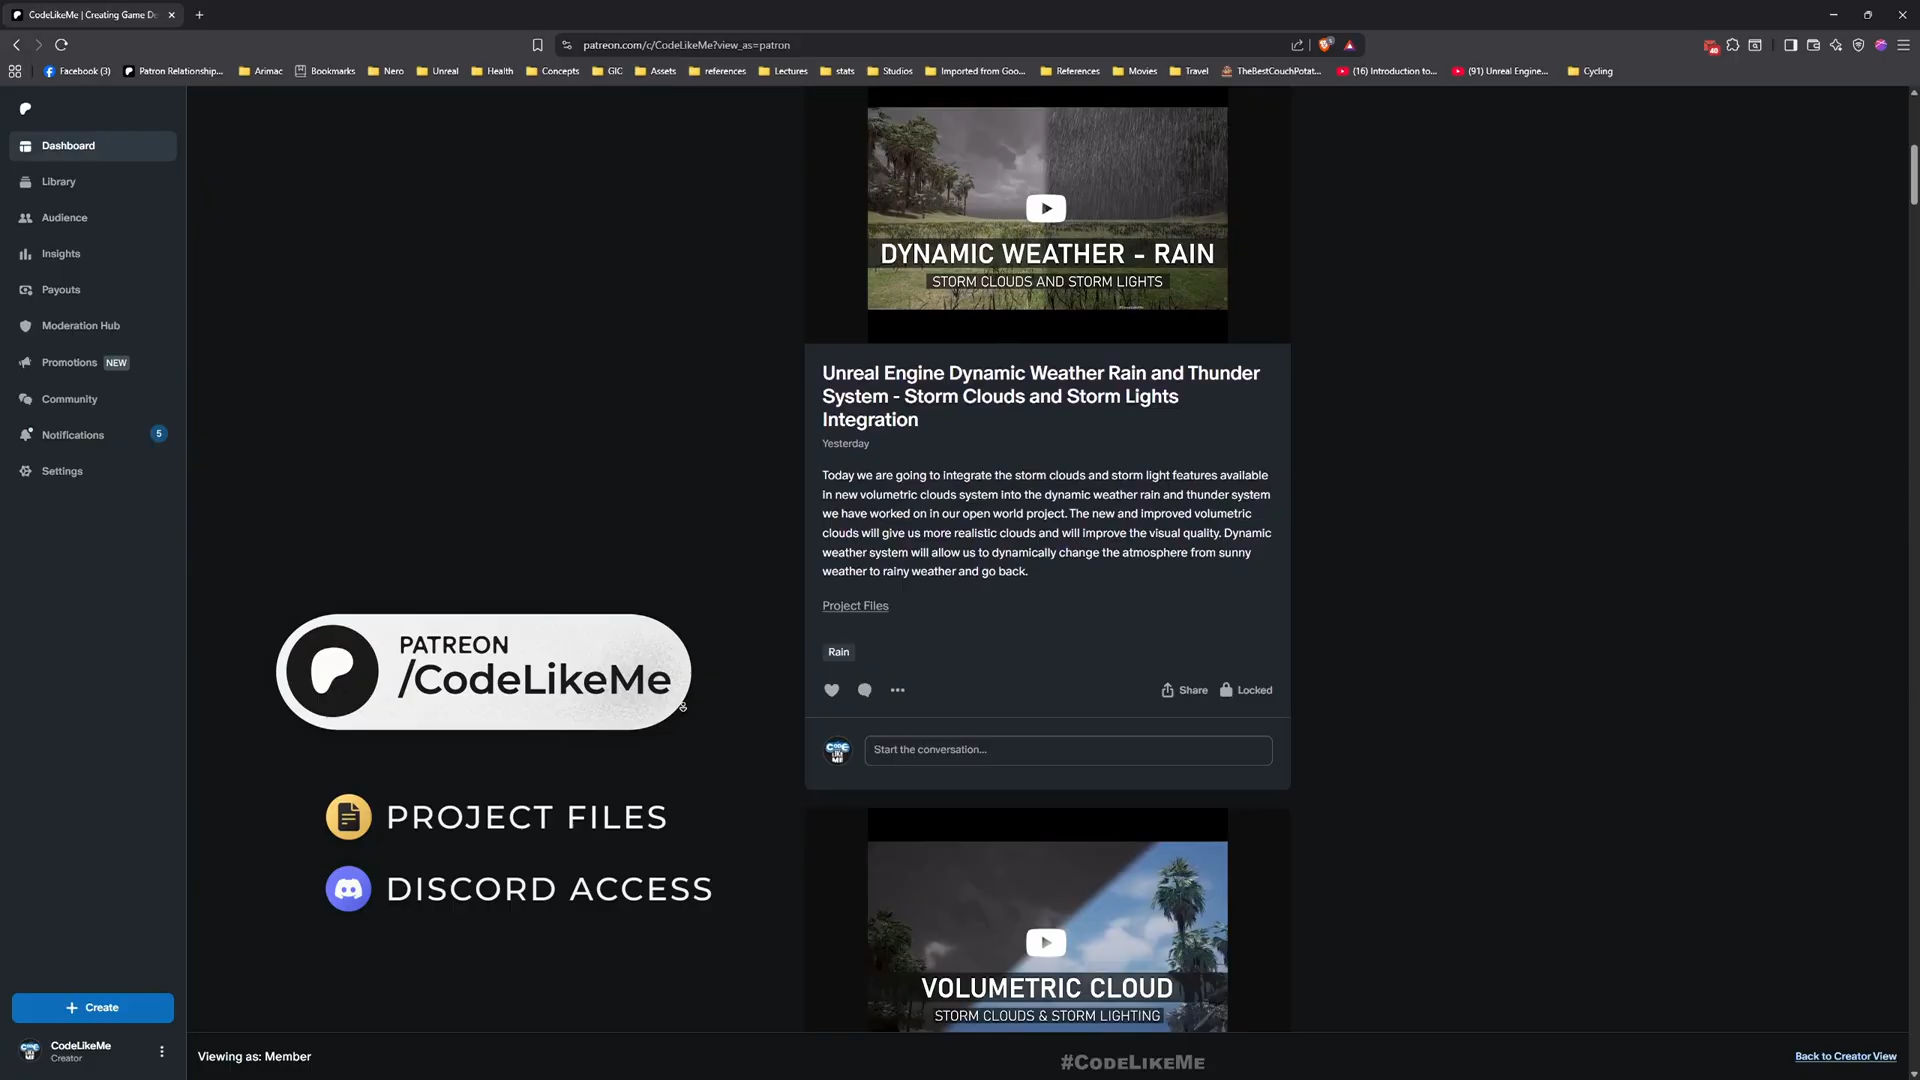 CodeLikeMe | Creating Game De
patreon.com/c/CodeLikeMe?view_as=patron
Facebook (3)
Patron Relationship...
Arimac
Bookmarks
Nero
Unreal
Health
Concepts
GIC
Assets
references
Lectures
stats
Studios
Imported from Goo...
References
Movies
Travel
TheBestCouchPotat...
(16) Introduction to...
(91) Unreal Engine...
Cycling
Dashboard
Library
Audience
Insights
Payouts
Moderation Hub
Promotions NEW
Community
Notifications 5
Settings
Create
CodeLikeMe
Creator
DYNAMIC WEATHER - RAIN
STORM CLOUDS AND STORM LIGHTS
Unreal Engine Dynamic Weather Rain and Thunder
System - Storm Clouds and Storm Lights
Integration
Yesterday
Today we are going to integrate the storm clouds and storm light features available
in new volumetric clouds system into the dynamic weather rain and thunder system
we have worked on in our open world project. The new and improved volumetric
clouds will give us more realistic clouds and will improve the visual quality. Dynamic
weather system will allow us to dynamically change the atmosphere from sunny
weather to rainy weather and go back.
Project Files
Rain
Share
Locked
CODE LIKE ME
Start the conversation...
PATREON
/CodeLikeMe
PROJECT FILES
DISCORD ACCESS
VOLUMETRIC CLOUD
STORM CLOUDS & STORM LIGHTING
Viewing as: Member
#CODELIKEME
Back to Creator View